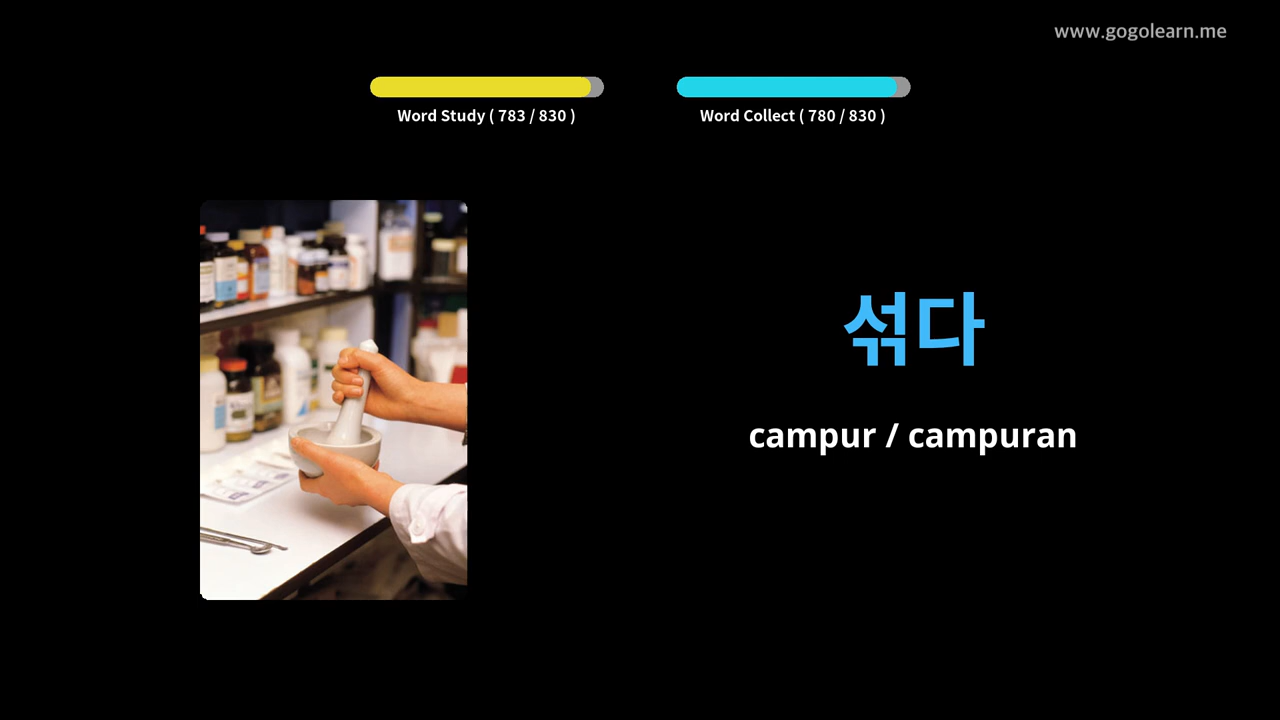 www.gogolearn.me
Word Study ( 783 / 830 )
Word Collect ( 780 / 830 )
섞다
campur / campuran